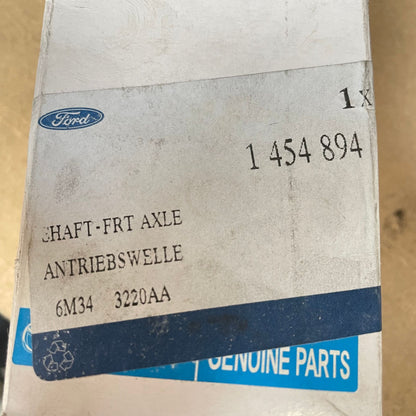 1x
Ford
1 454 894
SHAFT-FRT AXLE
ANTRIEBSWELLE
6M34 3220AA
GENUINE PARTS